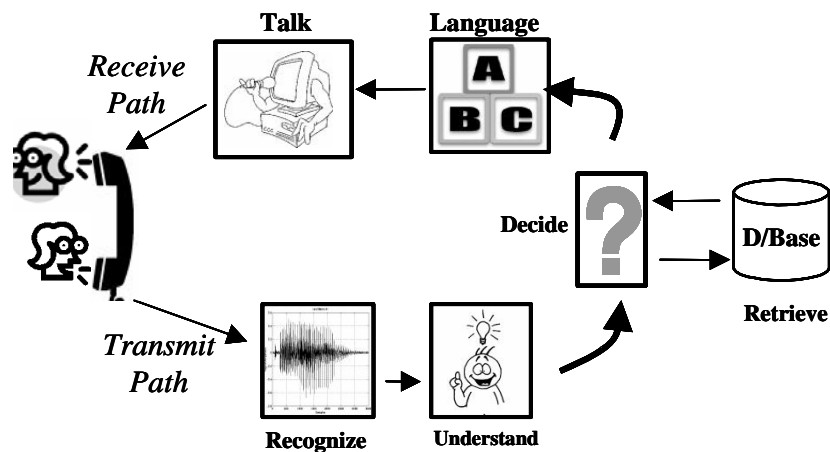 Talk
Language
Receive
Path
A
B C
Decide
?
D/Base
Retrieve
Transmit
Path
Recognize
Understand